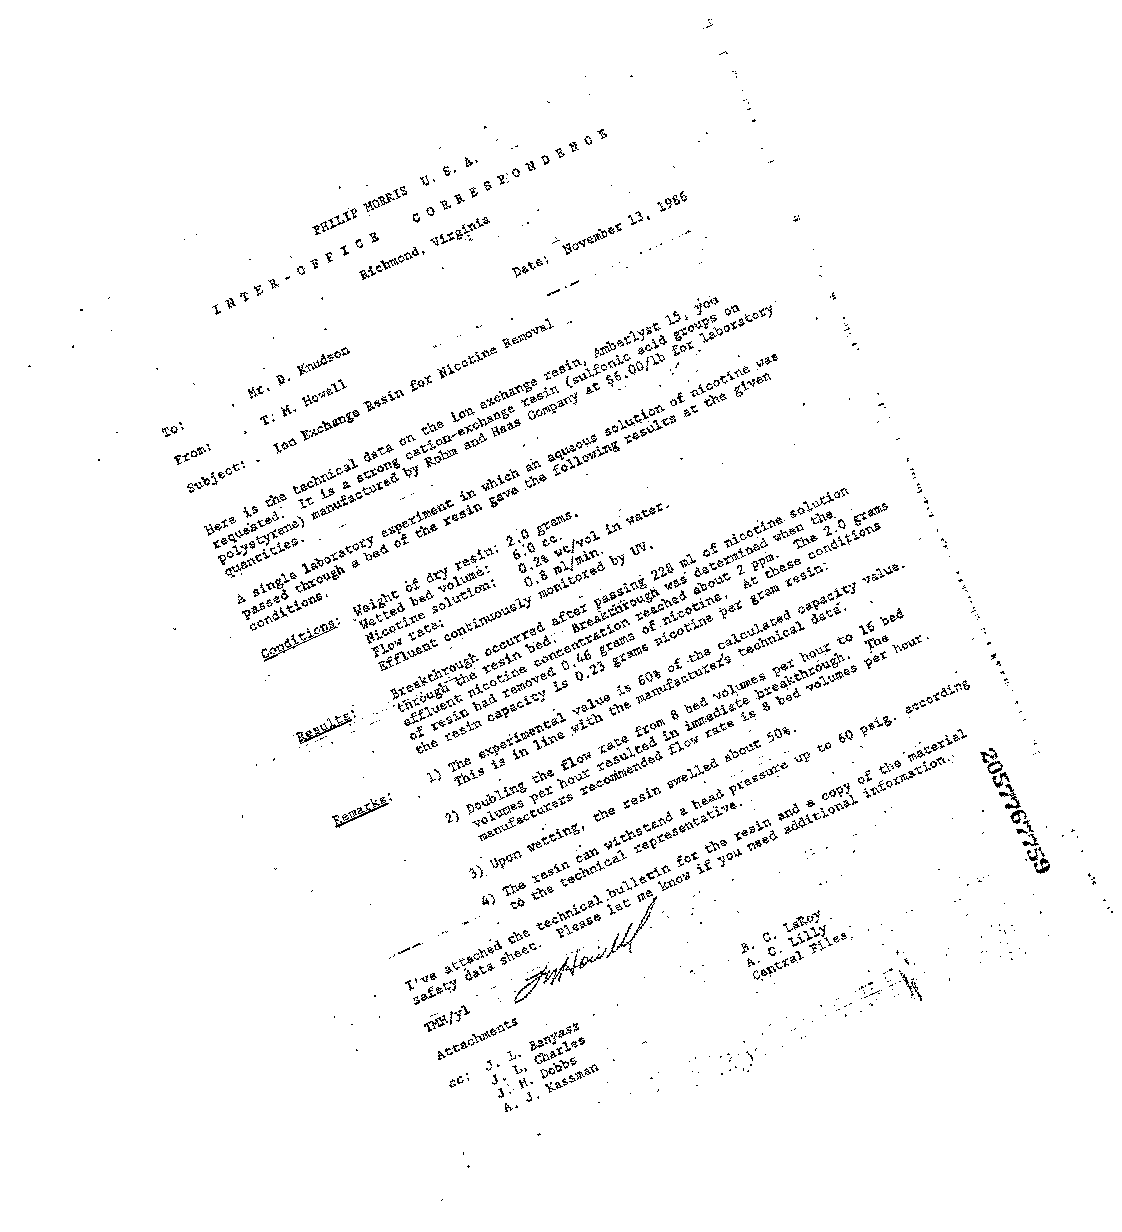 PHILIP MORRIS U. S. A.
INTER-OFFICE CORRESPONDENCE
Richmond, Virginia
Date: November 13, 1986
To: Mr. D. Knudson
From: T. M. Howell
Subject: Ion Exchange Resin for Nicotine Removal
Here is the technical data on the ion exchange resin, Amberlyst 15, you
requested. It is a strong cation-exchange resin (sulfonic acid groups on
polystyrene) manufactured by Rohm and Haas Company at $6.00/lb for laboratory
quantities.
A single laboratory experiment in which an aqueous solution of nicotine was
passed through a bed of the resin gave the following results at the given
conditions.
Conditions: Weight of dry resin: 2.0 grams.
Wetted bed volume: 6.0 cc.
Nicotine solution: 0.2% wt/vol in water.
Flow rate: 0.8 ml/min.
Effluent continuously monitored by UV.
Results: Breakthrough occurred after passing 228 ml of nicotine solution
through the resin bed. Breakthrough was determined when the
effluent nicotine concentration reached about 2 ppm. The 2.0 grams
of resin had removed 0.46 grams of nicotine. At these conditions
the resin capacity is 0.23 grams nicotine per gram resin.
Remarks: 1) The experimental value is 60% of the calculated capacity value.
This is in line with the manufacturer's technical data.
2) Doubling the flow rate from 8 bed volumes per hour to 16 bed
volumes per hour resulted in immediate breakthrough. The
manufacturers recommended flow rate is 8 bed volumes per hour.
3) Upon wetting, the resin swelled about 50%.
4) The resin can withstand a head pressure up to 60 psig. according
to the technical representative.
I've attached the technical bulletin for the resin and a copy of the material
safety data sheet. Please let me know if you need additional information.
TMH/yl
TMHowell
Attachments
cc: J. L. Banyasz
J. L. Charles
J. H. Dobbs
A. J. Kassman
B. C. LaRoy
A. C. Lilly
Central Files
2057767759